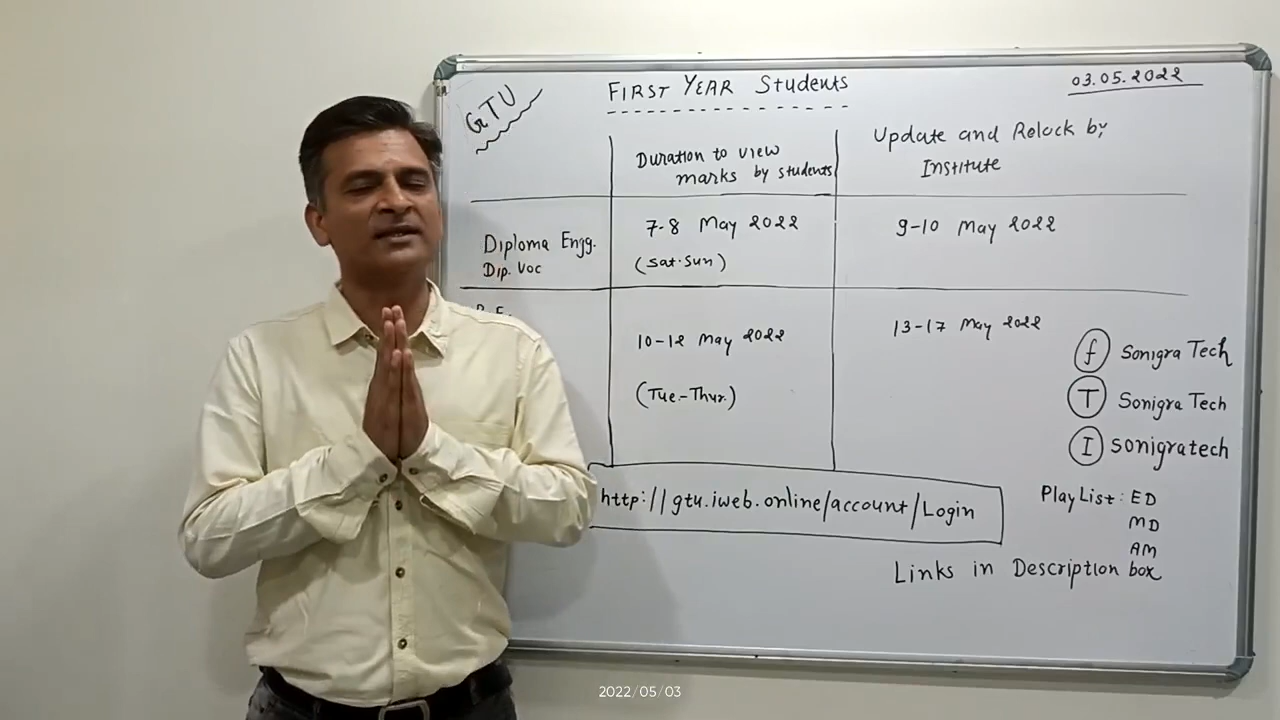 GTU
FIRST YEAR Students
03.05.2022
Duration to view
marks by students
Update and Relock by
Institute
Diploma Engg.
Dip. Voc
7-8 May 2022
(Sat-Sun)
9-10 May 2022
B.E.
10-12 May 2022
(Tue.-Thur.)
13-17 May 2022
f Sonigra Tech
T Sonigra Tech
I sonigratech
http://gtu.iweb.online/account/Login
PlayList: ED
MD
AM
Links in Description box
2022/05/03